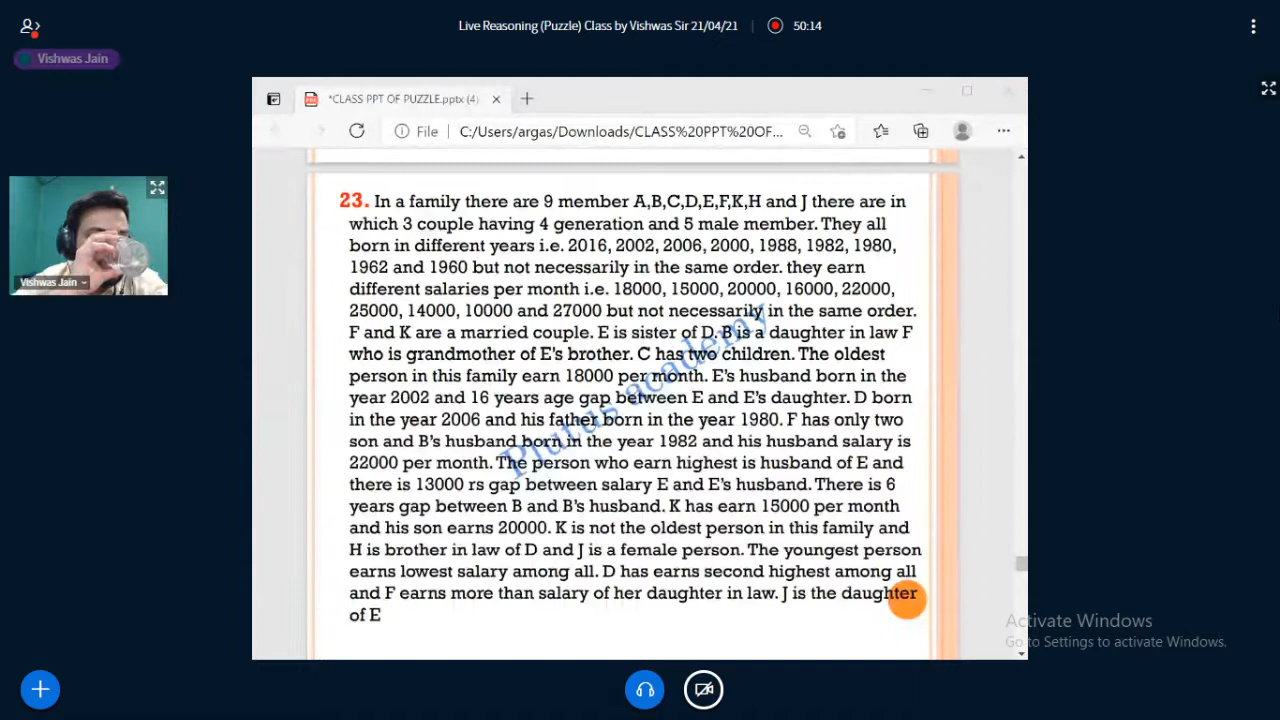 Live Reasoning (Puzzle) Class by Vishwas Sir 21/04/21
50:14
Vishwas Jain
*CLASS PPT OF PUZZLE.pptx (4)
File
C:/Users/argas/Downloads/CLASS%20PPT%20OF...
23. In a family there are 9 member A,B,C,D,E,F,K,H and J there are in
which 3 couple having 4 generation and 5 male member. They all
born in different years i.e. 2016, 2002, 2006, 2000, 1988, 1982, 1980,
1962 and 1960 but not necessarily in the same order. they earn
different salaries per month i.e. 18000, 15000, 20000, 16000, 22000,
25000, 14000, 10000 and 27000 but not necessarily in the same order.
F and K are a married couple. E is sister of D. B is a daughter in law F
who is grandmother of E's brother. C has two children. The oldest
person in this family earn 18000 per month. E's husband born in the
year 2002 and 16 years age gap between E and E's daughter. D born
in the year 2006 and his father born in the year 1980. F has only two
son and B's husband born in the year 1982 and his husband salary is
22000 per month. The person who earn highest is husband of E and
there is 13000 rs gap between salary E and E's husband. There is 6
years gap between B and B's husband. K has earn 15000 per month
and his son earns 20000. K is not the oldest person in this family and
H is brother in law of D and J is a female person. The youngest person
earns lowest salary among all. D has earns second highest among all
and F earns more than salary of her daughter in law. J is the daughter
of E
Plutus academy
Vishwas Jain
Activate Windows
Go to Settings to activate Windows.